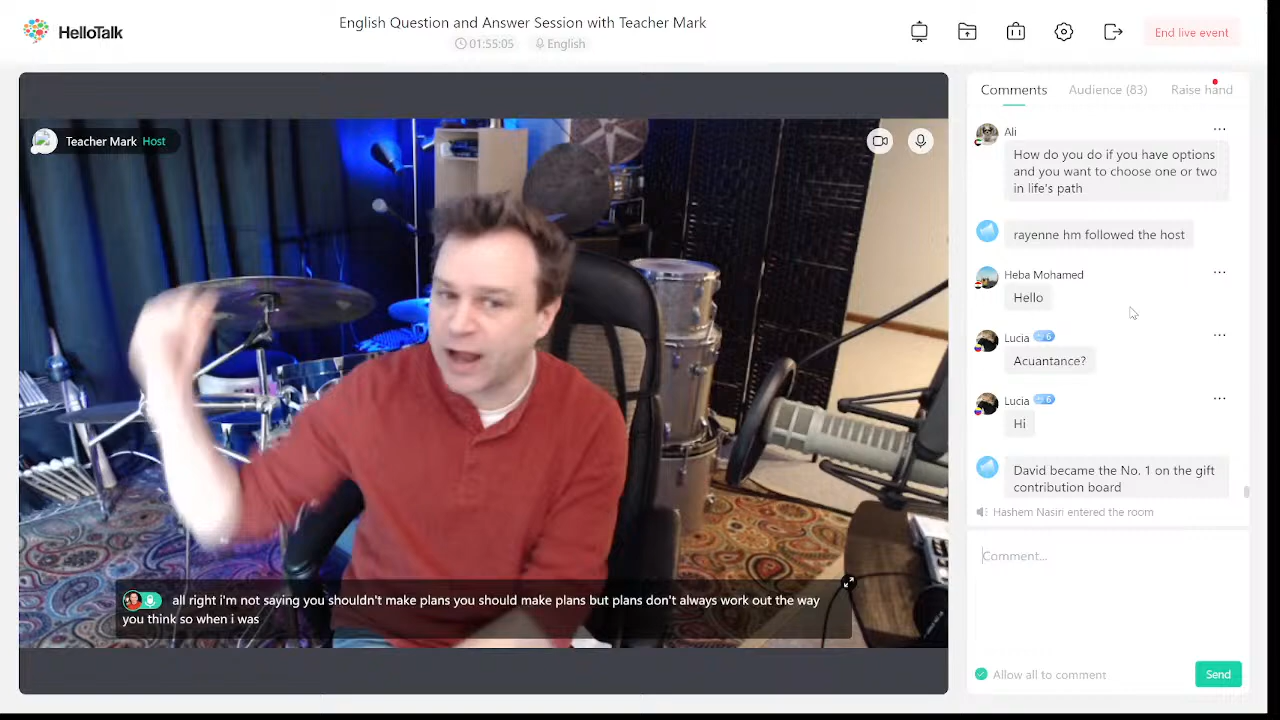 HelloTalk
English Question and Answer Session with Teacher Mark
01:55:05 English
End live event
Teacher Mark Host
all right i'm not saying you shouldn't make plans you should make plans but plans don't always work out the way
you think so when i was
Comments Audience (83) Raise hand
Ali
How do you do if you have options
and you want to choose one or two
in life's path
rayenne hm followed the host
Heba Mohamed
Hello
Lucia 6
Acuantance?
Lucia 6
Hi
David became the No. 1 on the gift
contribution board
Hashem Nasiri entered the room
Comment...
Allow all to comment
Send